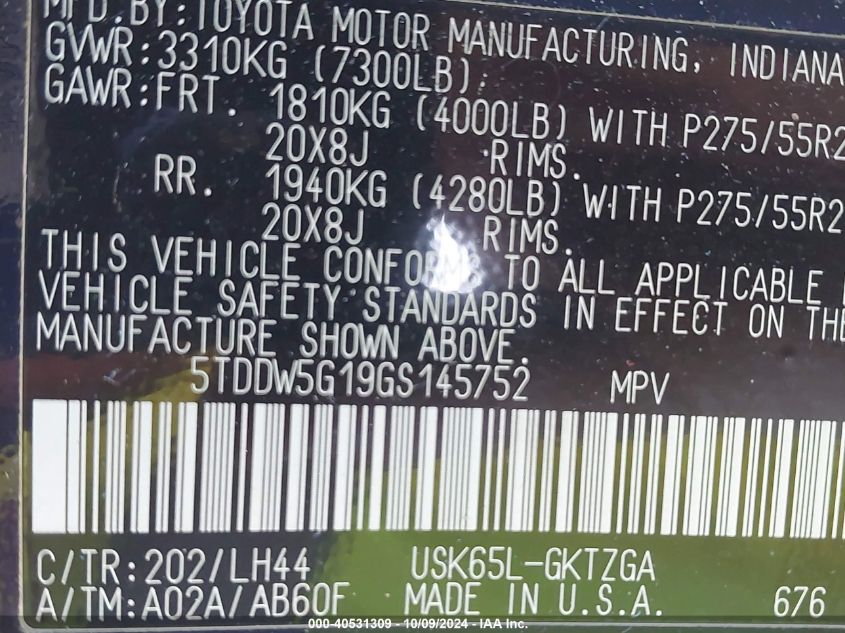 MFD.BY:TOYOTA MOTOR MANUFACTURING, INDIANA
GVWR:3310KG (7300LB)
GAWR:FRT. 1810KG (4000LB) WITH P275/55R2
20X8J RIMS.
RR. 1940KG (4280LB) WITH P275/55R2
20X8J RIMS.
THIS VEHICLE CONFORMS TO ALL APPLICABLE
VEHICLE SAFETY STANDARDS IN EFFECT ON THE
MANUFACTURE SHOWN ABOVE.
5TDDW5G19GS145752 MPV
C/TR:202/LH44 USK65L-GKTZGA
A/TM:A02A/AB60F MADE IN U.S.A. 676
000-40531309 - 10/09/2024 - IAA Inc.